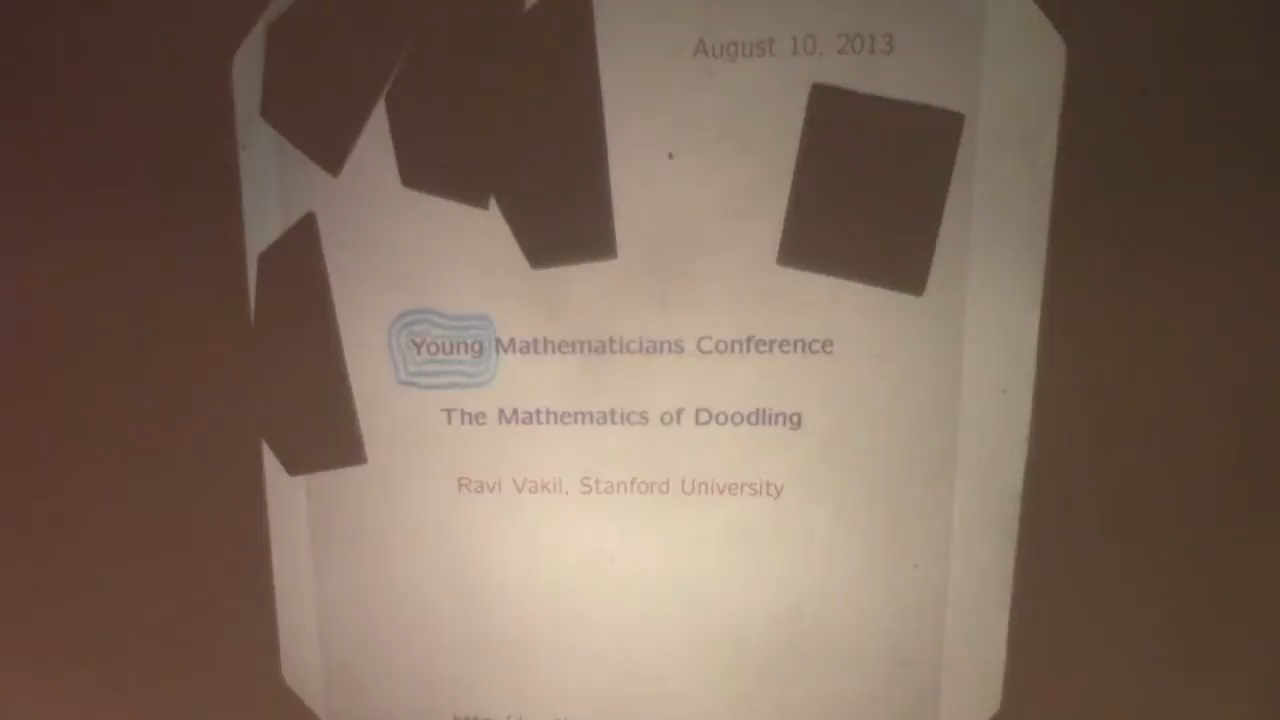 August 10, 2013
Young Mathematicians Conference
The Mathematics of Doodling
Ravi Vakil, Stanford University